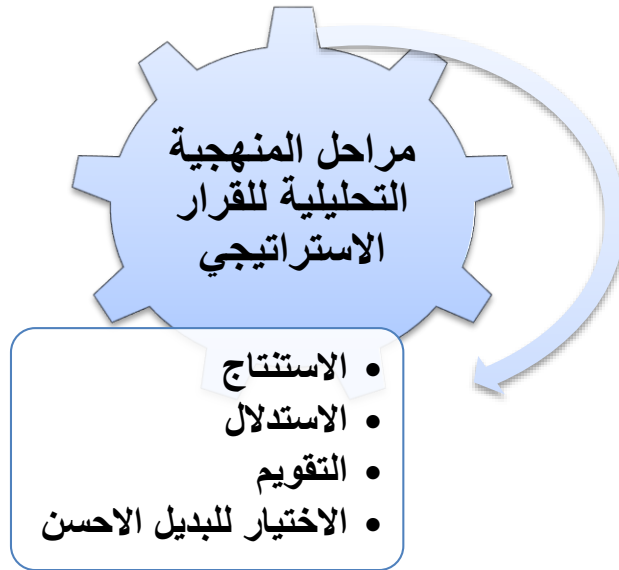 مراحل المنهجية
التحليلية للقرار
الاستراتيجي
• الاستنتاج
• الاستدلال
• التقويم
• الاختيار للبديل الاحسن